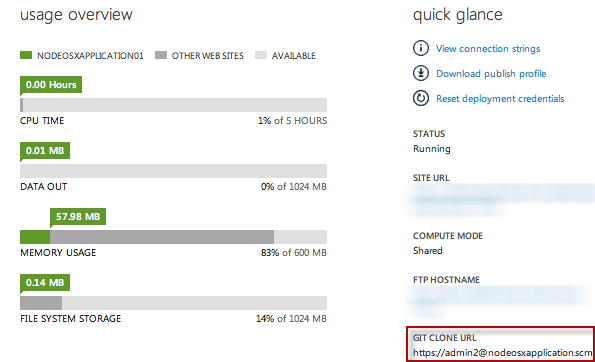 usage overview
NODEOSXAPPLICATION01 OTHER WEB SITES AVAILABLE
0.00 Hours
CPU TIME 1% of 5 HOURS
0.01 MB
DATA OUT 0% of 1024 MB
57.98 MB
MEMORY USAGE 83% of 600 MB
0.14 MB
FILE SYSTEM STORAGE 14% of 1024 MB
quick glance
View connection strings
Download publish profile
Reset deployment credentials
STATUS
Running
SITE URL
COMPUTE MODE
Shared
FTP HOSTNAME
GIT CLONE URL
https://admin2@nodeosxapplication.scm